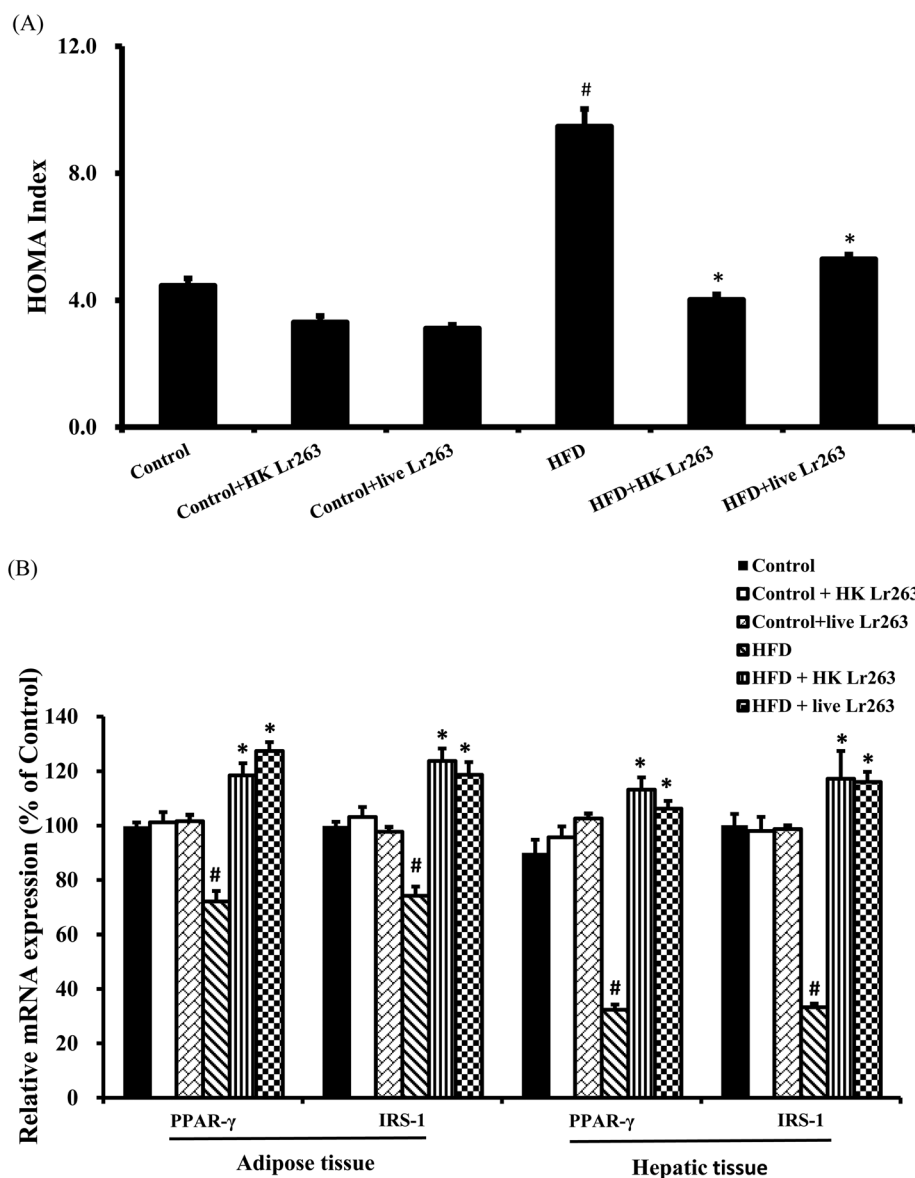 (A)
12.0
8.0
4.0
0.0
HOMA Index
#
*
*
Control
Control+HK Lr263
Control+live Lr263
HFD
HFD+HK Lr263
HFD+live Lr263
(B)
Control
Control + HK Lr263
Control+live Lr263
HFD
HFD + HK Lr263
HFD + live Lr263
Relative mRNA expression (% of Control)
140
120
100
80
60
40
20
0
#
*
*
#
*
*
#
*
*
#
*
*
PPAR-γ
IRS-1
PPAR-γ
IRS-1
Adipose tissue
Hepatic tissue